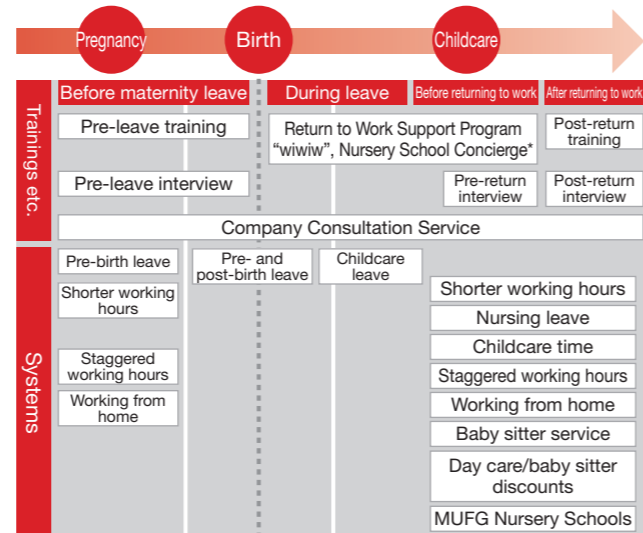 Pregnancy
Birth
Childcare
Before maternity leave
During leave
Before returning to work
After returning to work
Trainings etc.
Pre-leave training
Return to Work Support Program
“wiwiw”, Nursery School Concierge*
Post-return
training
Pre-leave interview
Pre-return
interview
Post-return
interview
Company Consultation Service
Systems
Pre-birth leave
Pre- and
post-birth leave
Childcare
leave
Shorter working
hours
Staggered
working hours
Working from
home
Shorter working hours
Nursing leave
Childcare time
Staggered working hours
Working from home
Baby sitter service
Day care/baby sitter
discounts
MUFG Nursery Schools